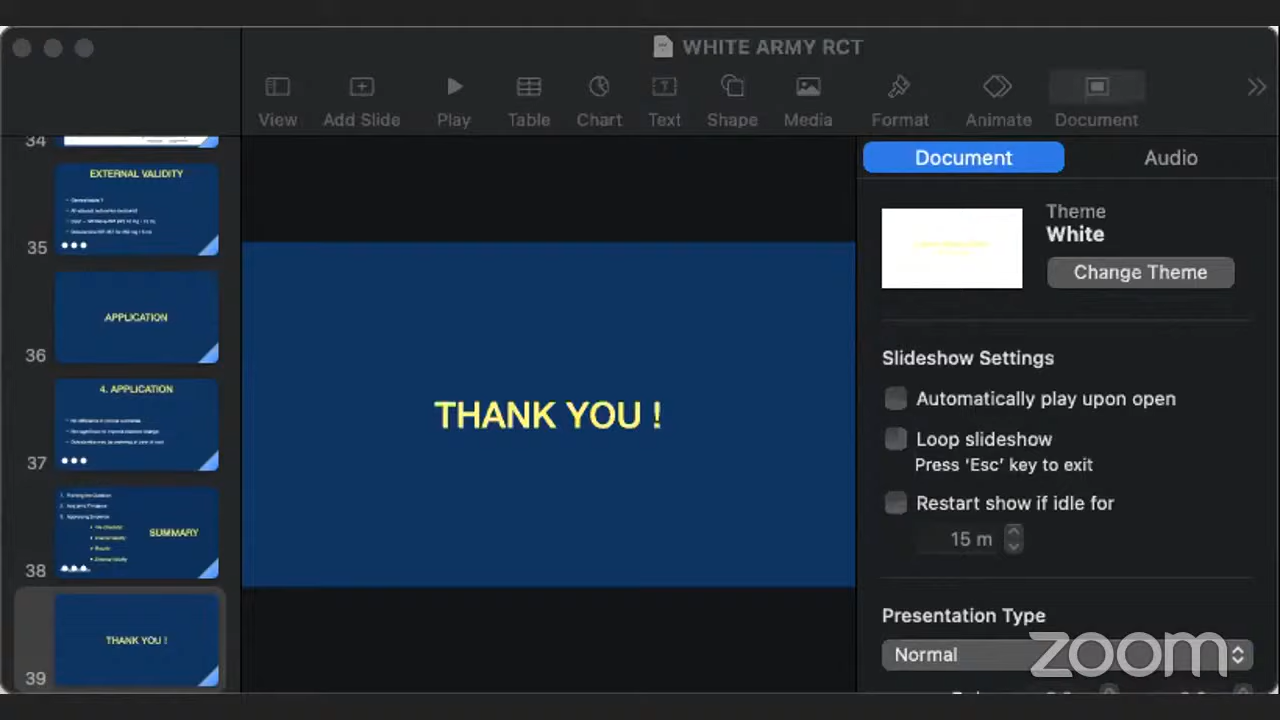 WHITE ARMY RCT
View
Add Slide
Play
Table
Chart
Text
Shape
Media
Format
Animate
Document
34
EXTERNAL VALIDITY
35
APPLICATION
36
4. APPLICATION
37
SUMMARY
38
THANK YOU !
39
THANK YOU !
Document
Audio
Theme
White
Change Theme
Slideshow Settings
Automatically play upon open
Loop slideshow
Press ‘Esc’ key to exit
Restart show if idle for
15 m
Presentation Type
Normal
zoom